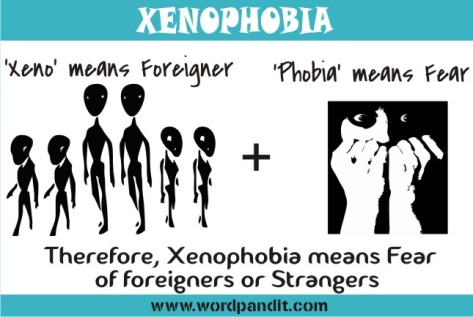 XENOPHOBIA
'Xeno' means Foreigner
'Phobia' means Fear
+
Therefore, Xenophobia means Fear
of foreigners or Strangers
www.wordpandit.com